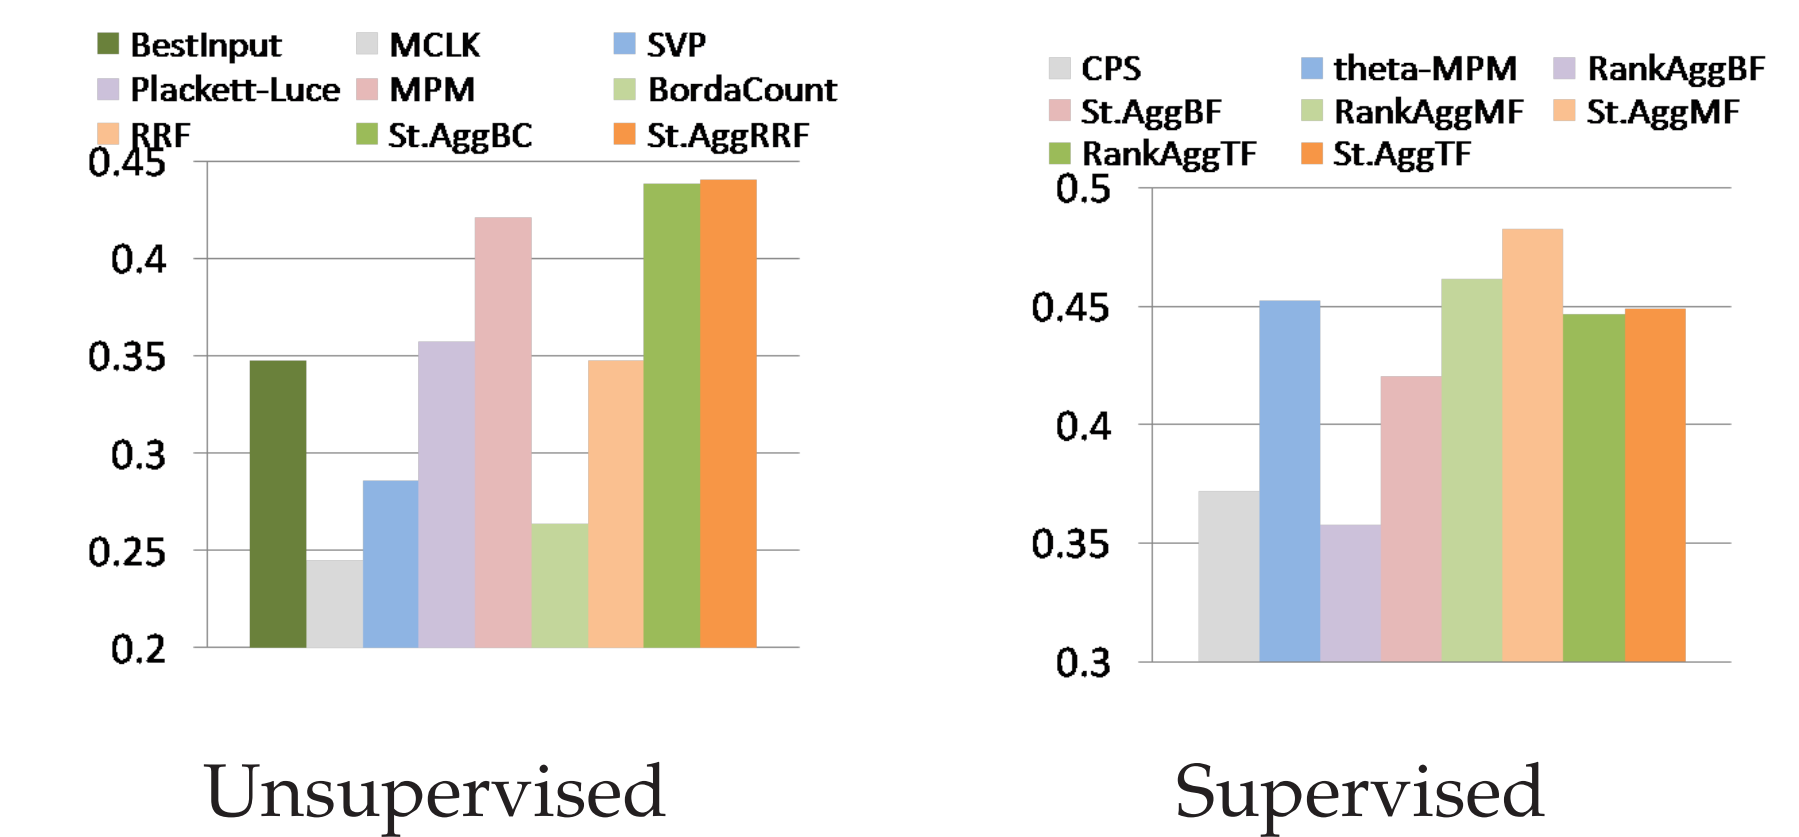 BestInput MCLK SVP
Plackett-Luce MPM BordaCount
RRF St.AggBC St.AggRRF
0.45
0.4
0.35
0.3
0.25
0.2
Unsupervised
CPS theta-MPM RankAggBF
St.AggBF RankAggMF St.AggMF
RankAggTF St.AggTF
0.5
0.45
0.4
0.35
0.3
Supervised